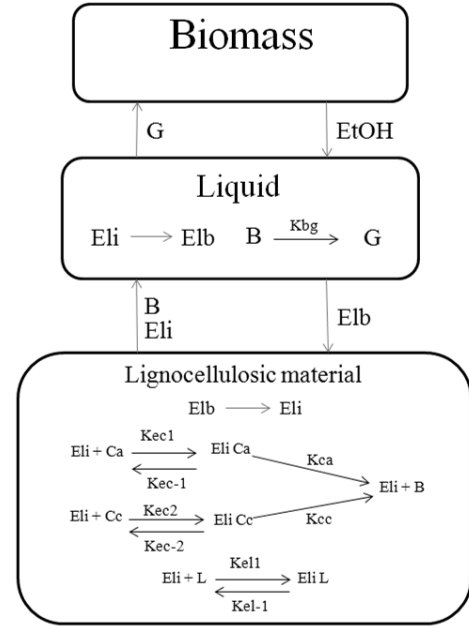 Biomass
G
EtOH
Liquid
Eli → Elb B Kbg → G
B
Eli
Elb
Lignocellulosic material
Elb → Eli
Kec1
Eli + Ca
Eli Ca
Kec-1
Kca
Eli + B
Kec2
Eli + Cc
Eli Cc
Kcc
Kec-2
Kel1
Eli + L
Eli L
Kel-1